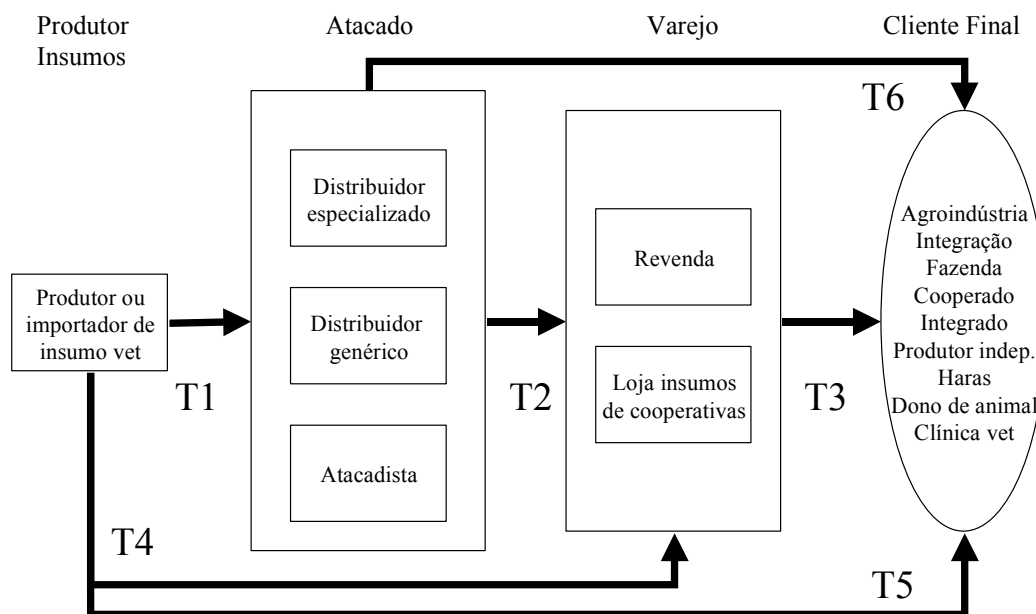 Produtor
Insumos
Atacado
Varejo
Cliente Final
T6
Distribuidor
especializado
Revenda
Agroindústria
Integração
Fazenda
Cooperado
Integrado
Produtor indep.
Haras
Dono de animal
Clínica vet
Produtor ou
importador de
insumo vet
Distribuidor
genérico
Loja insumos
de cooperativas
T1
T2
T3
Atacadista
T4
T5